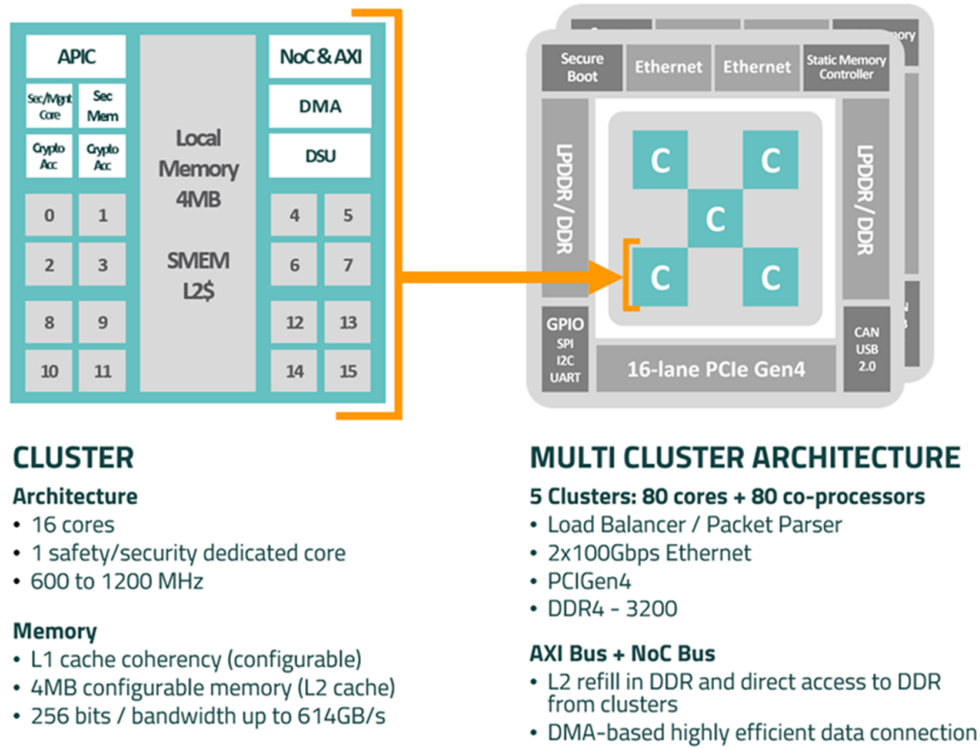 APIC
Sec/Mgnt
Core
Sec
Mem
Crypto
Acc
Crypto
Acc
0
1
2
3
8
9
10
11
Local
Memory
4MB
SMEM
L2$
NoC & AXI
DMA
DSU
4
5
6
7
12
13
14
15
Secure
Boot
Ethernet
Ethernet
Static Memory
Controller
LPDDR/DDR
C
C
C
C
C
LPDDR/DDR
GPIO
SPI
I2C
UART
16-lane PCIe Gen4
CAN
USB
2.0
CLUSTER
Architecture
• 16 cores
• 1 safety/security dedicated core
• 600 to 1200 MHz
Memory
• L1 cache coherency (configurable)
• 4MB configurable memory (L2 cache)
• 256 bits / bandwidth up to 614GB/s
MULTI CLUSTER ARCHITECTURE
5 Clusters: 80 cores + 80 co-processors
• Load Balancer / Packet Parser
• 2x100Gbps Ethernet
• PCIGen4
• DDR4 - 3200
AXI Bus + NoC Bus
• L2 refill in DDR and direct access to DDR
from clusters
• DMA-based highly efficient data connection